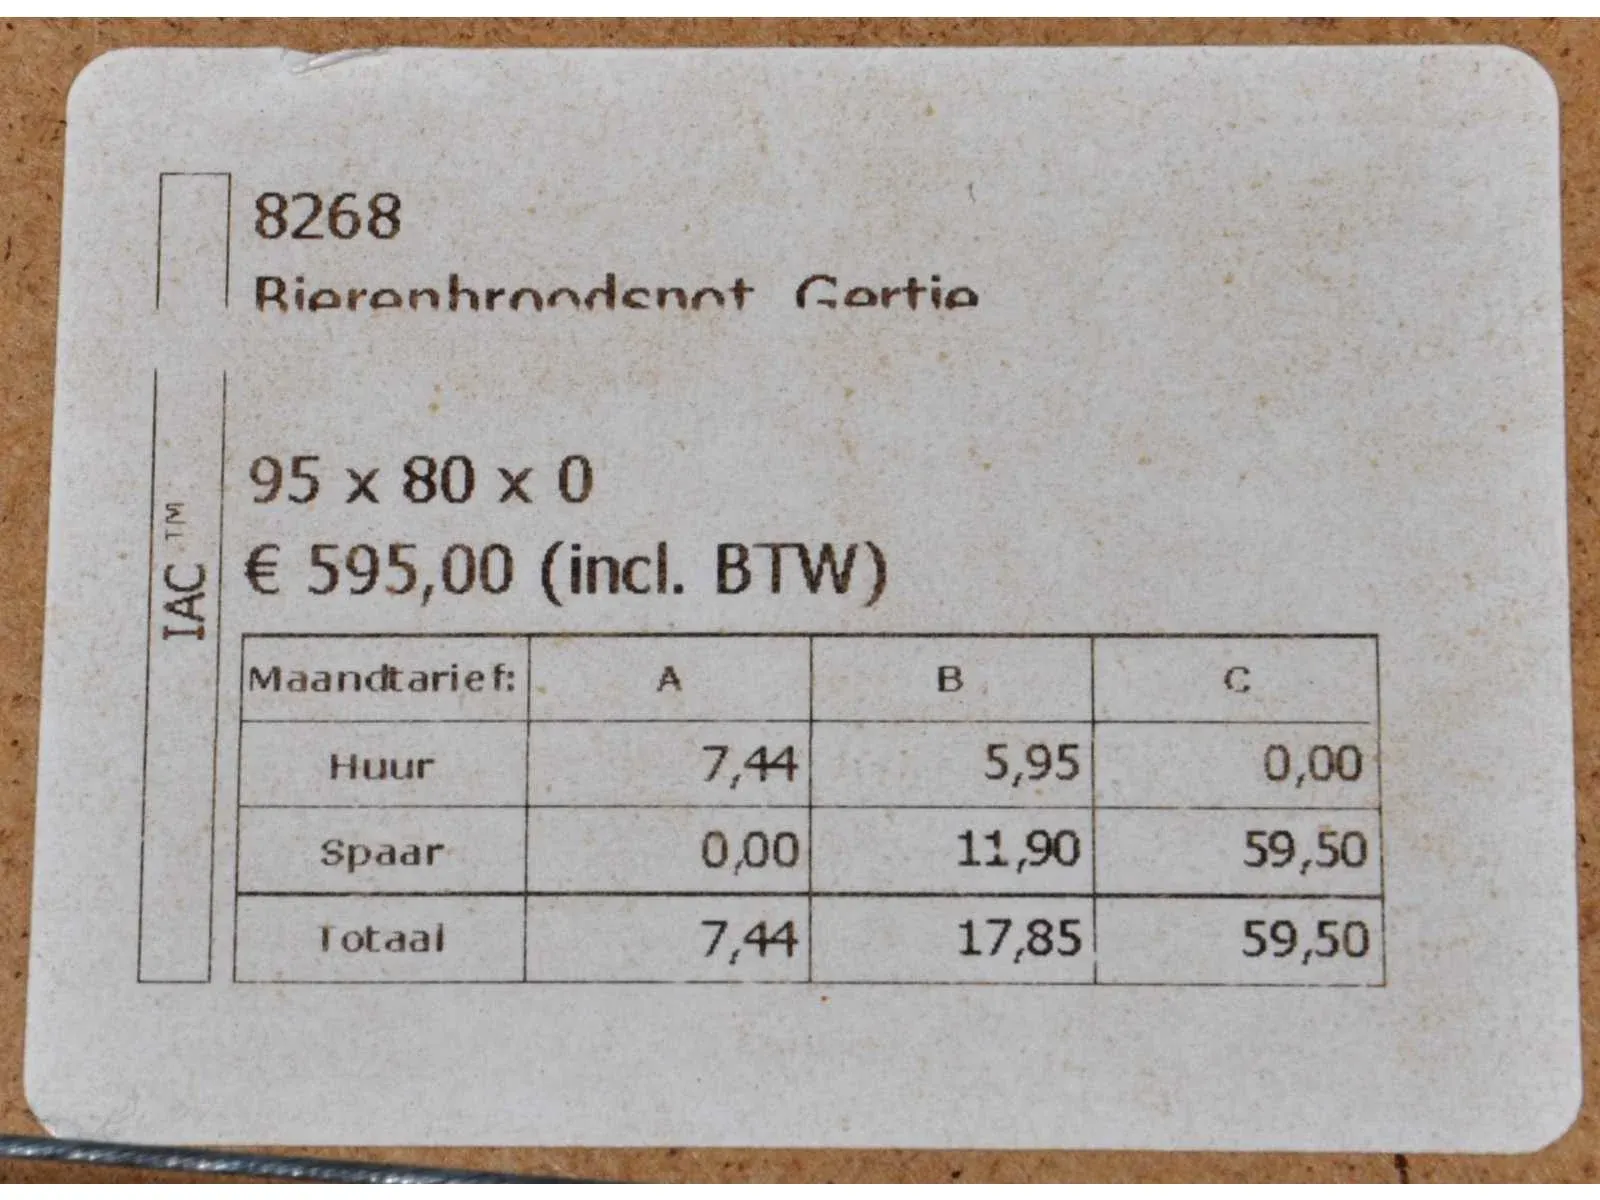 8268
95 x 80 x 0
€ 595,00 (incl. BTW)
IAC ™
Maandtarief: A B C
Huur 7,44 5,95 0,00
Spaar 0,00 11,90 59,50
Totaal 7,44 17,85 59,50